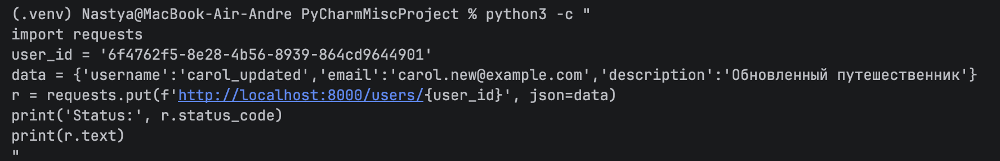 (.venv) Nastya@MacBook-Air-Andre PyCharmMiscProject % python3 -c "
import requests
user_id = '6f4762f5-8e28-4b56-8939-864cd9644901'
data = {'username':'carol_updated','email':'carol.new@example.com','description':'Обновленный путешественник'}
r = requests.put(f'http://localhost:8000/users/{user_id}', json=data)
print('Status:', r.status_code)
print(r.text)
"